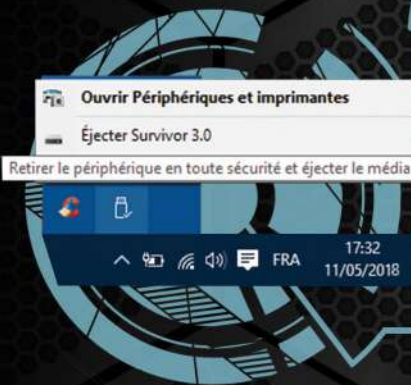 Ouvrir Périphériques et imprimantes
Éjecter Survivor 3.0
Retirer le périphérique en toute sécurité et éjecter le média
FRA
17:32
11/05/2018